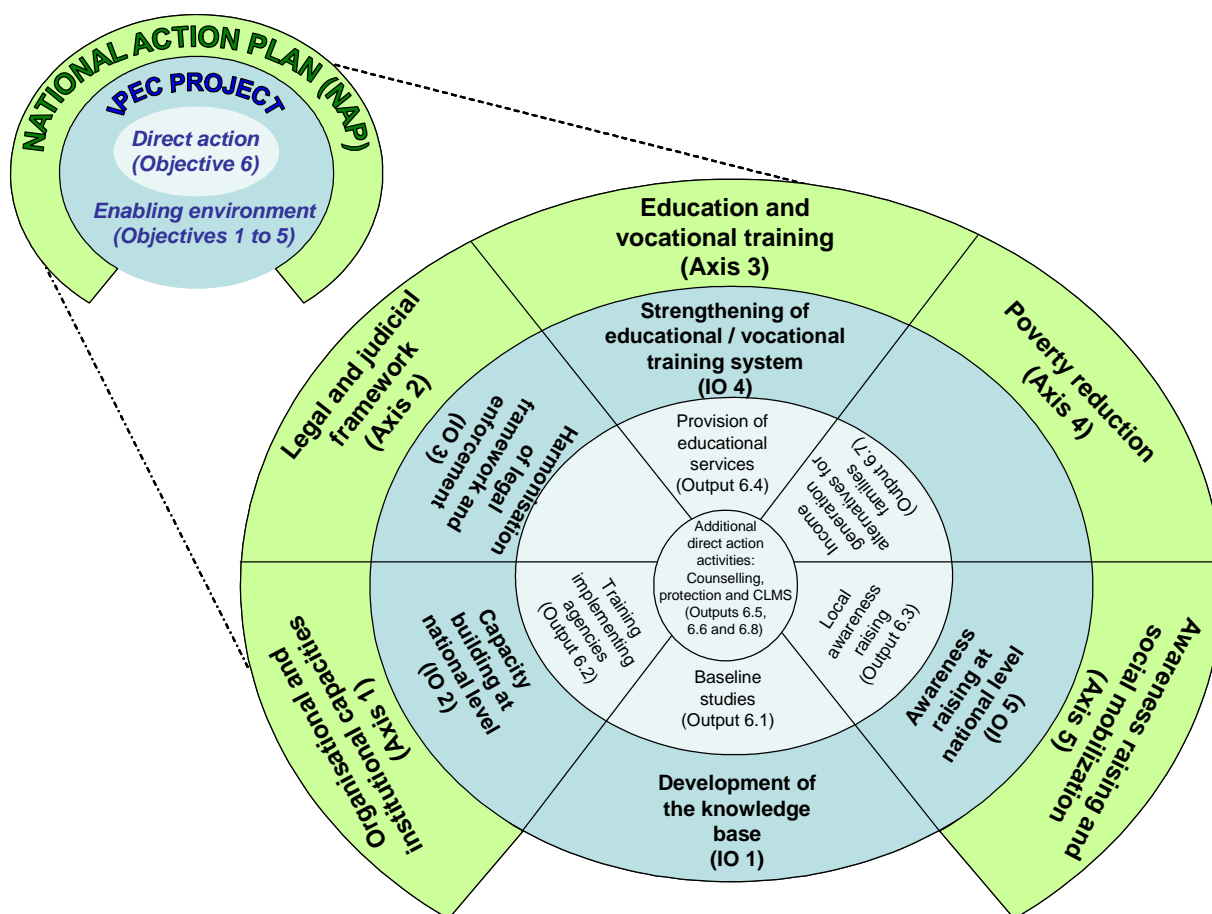 NATIONAL ACTION PLAN (NAP)
IPEC PROJECT
Direct action
(Objective 6)
Enabling environment
(Objectives 1 to 5)
Education and
vocational training
(Axis 3)
Legal and judicial
framework
(Axis 2)
Poverty reduction
(Axis 4)
Organisational and
institutional capacities
(Axis 1)
Awareness raising and
social mobilization
(Axis 5)
Strengthening of
educational / vocational
training system
(IO 4)
Harmonisation
of legal
framework and
enforcement
(IO 3)
Capacity
building at
national level
(IO 2)
Development of
the knowledge
base
(IO 1)
Awareness
raising at
national level
(IO 5)
Provision of
educational
services
(Output 6.4)
Income
generation
alternatives for
families
(Output 6.7)
Training
implementing
agencies
(Output 6.2)
Local
awareness
raising
(Output 6.3)
Baseline
studies
(Output 6.1)
Additional
direct action
activities:
Counselling,
protection and CLMS
(Outputs 6.5,
6.6 and 6.8)